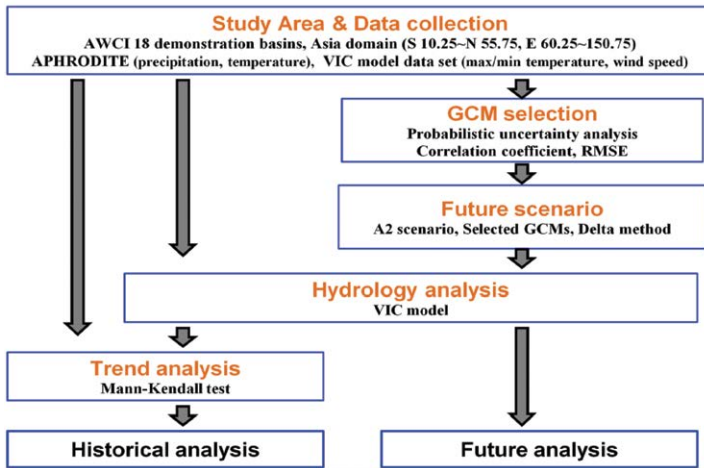 Study Area & Data collection
AWCI 18 demonstration basins, Asia domain (S 10.25~N 55.75, E 60.25~150.75)
APHRODITE (precipitation, temperature), VIC model data set (max/min temperature, wind speed)
GCM selection
Probabilistic uncertainty analysis
Correlation coefficient, RMSE
Future scenario
A2 scenario, Selected GCMs, Delta method
Hydrology analysis
VIC model
Trend analysis
Mann-Kendall test
Historical analysis
Future analysis